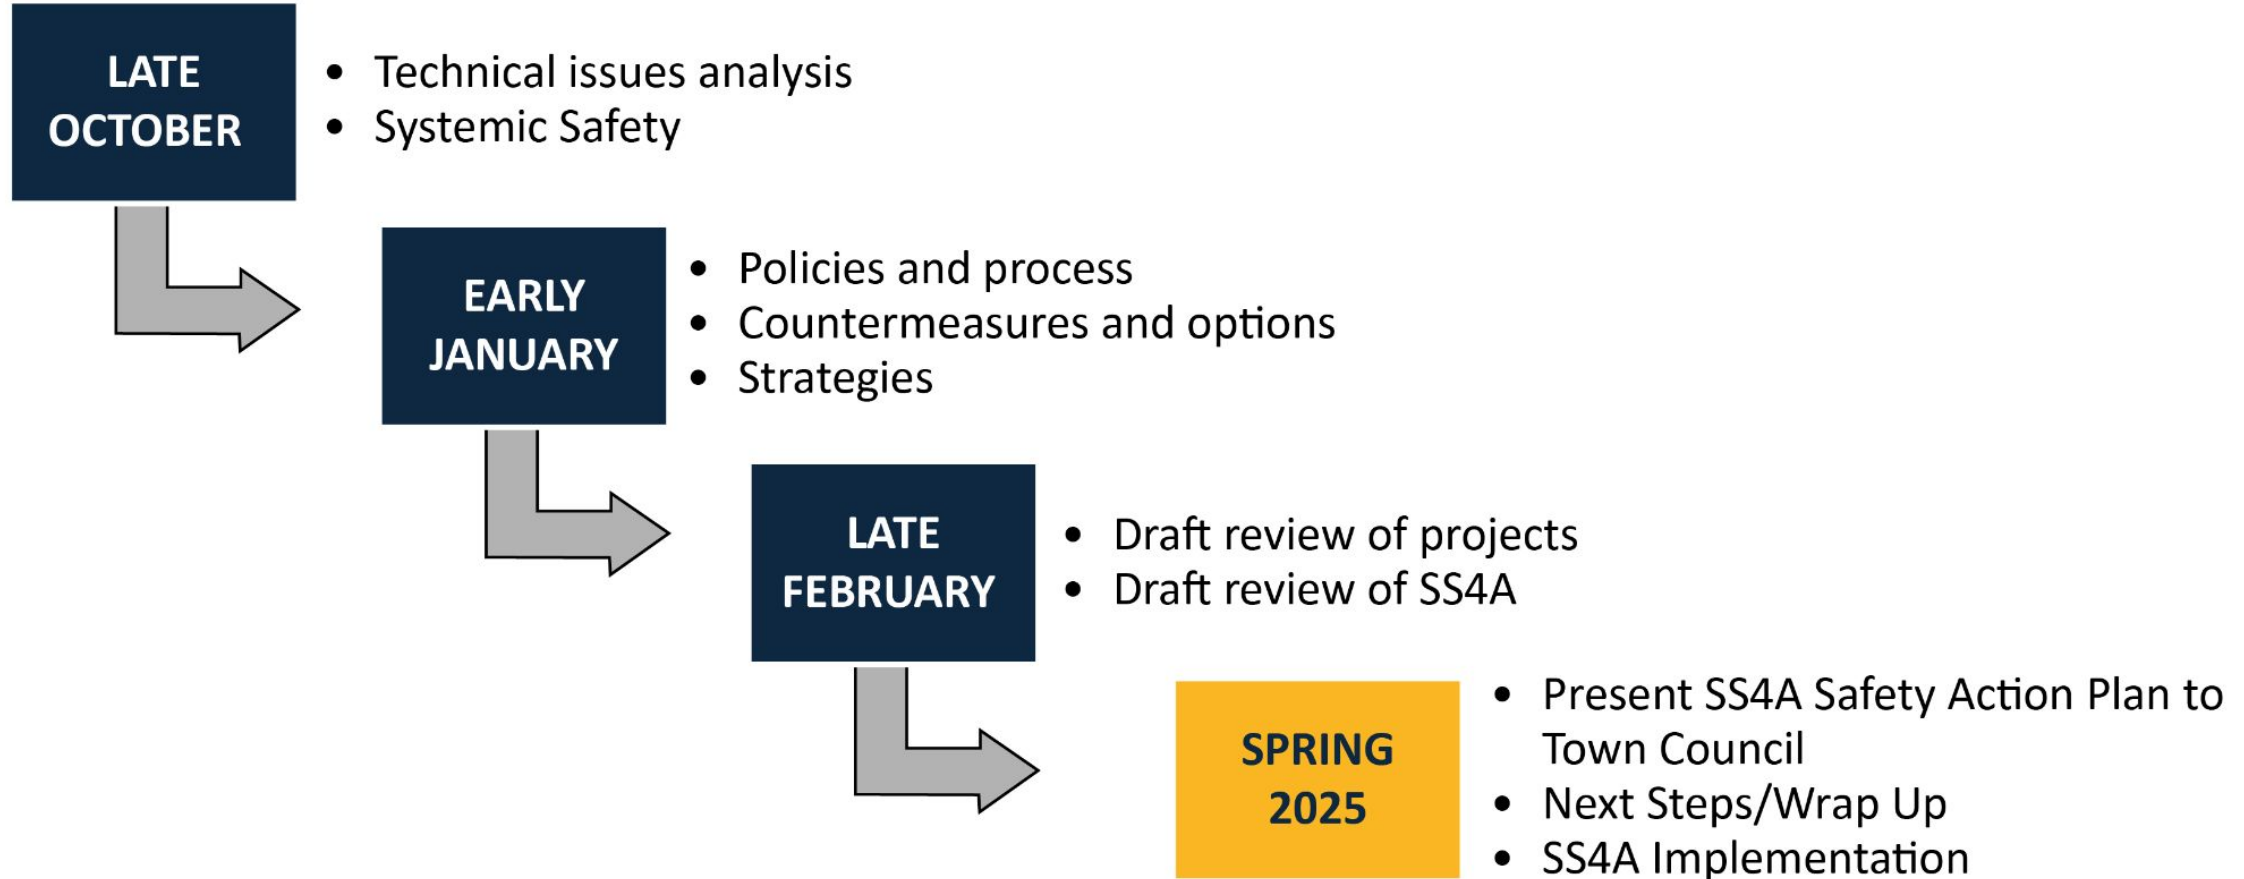 LATE
OCTOBER
• Technical issues analysis
• Systemic Safety
EARLY
JANUARY
• Policies and process
• Countermeasures and options
• Strategies
LATE
FEBRUARY
• Draft review of projects
• Draft review of SS4A
SPRING
2025
• Present SS4A Safety Action Plan to
Town Council
• Next Steps/Wrap Up
• SS4A Implementation